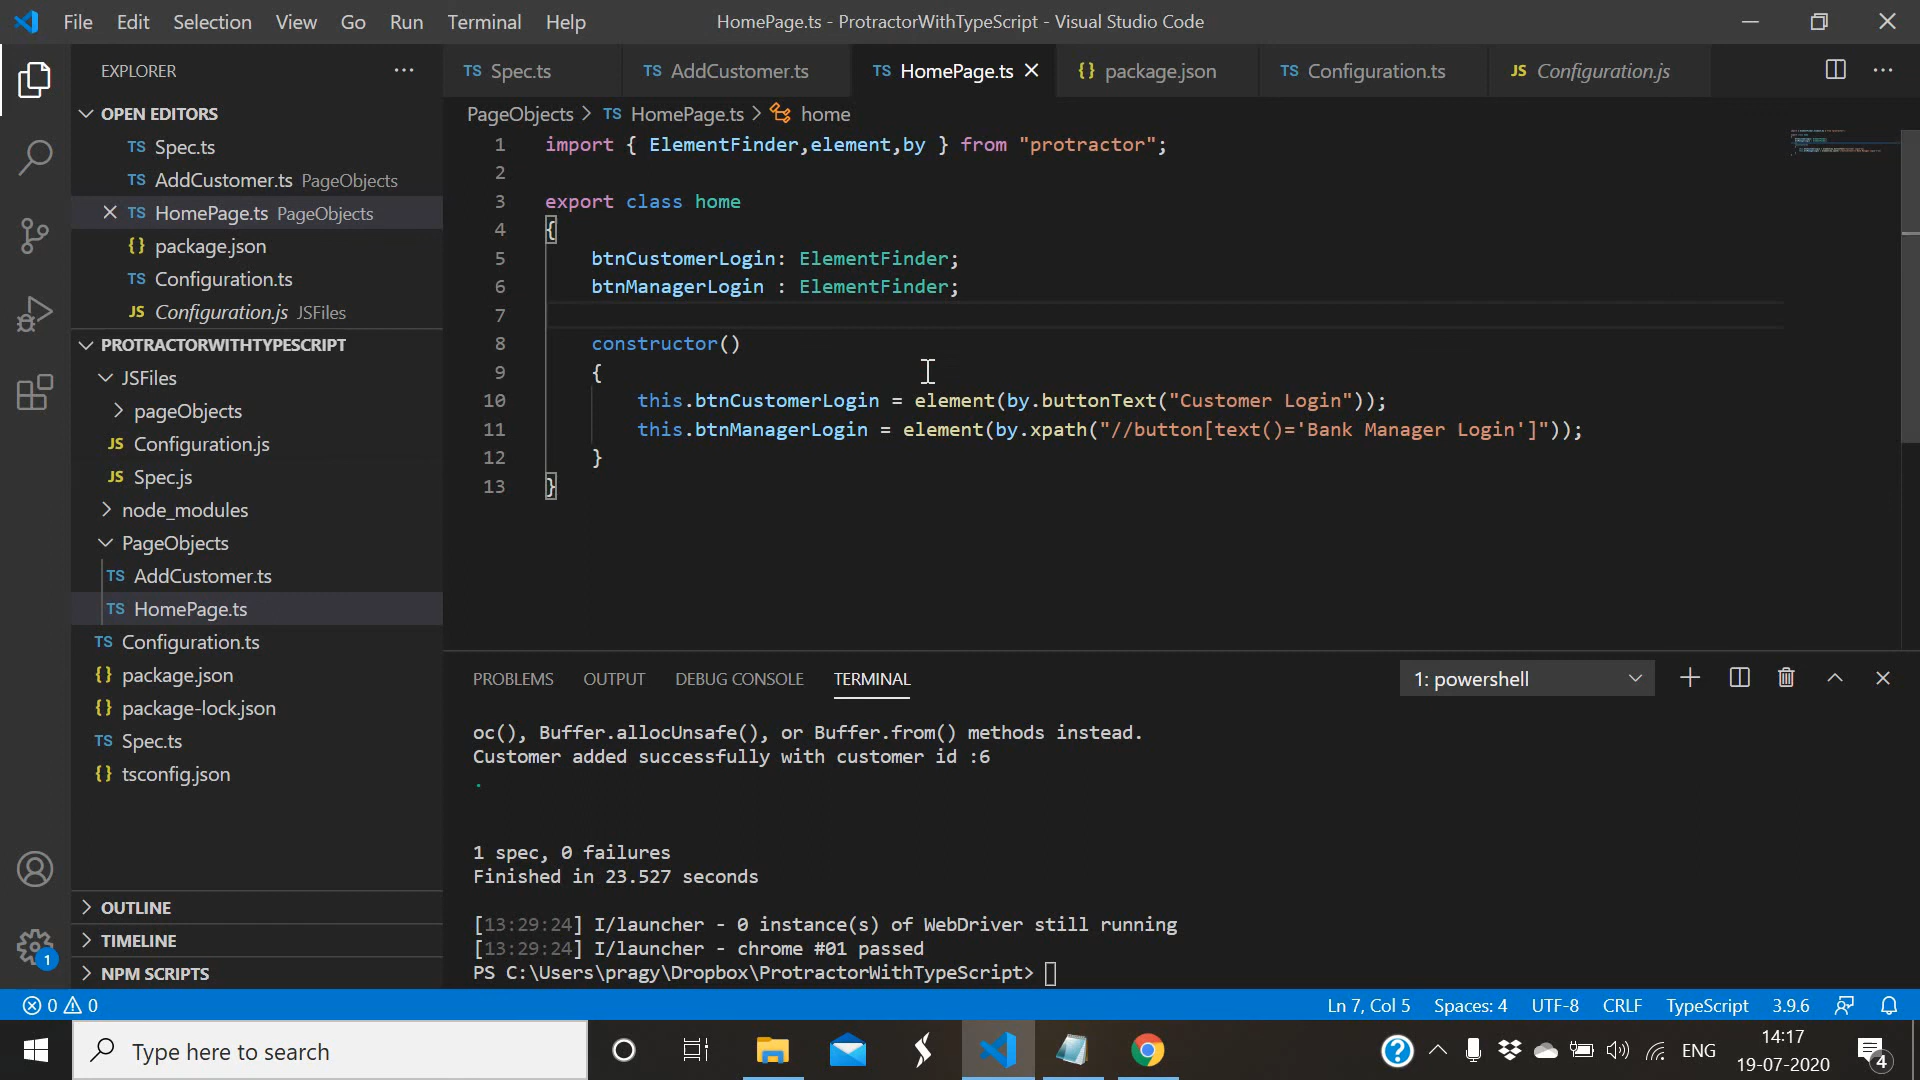 File Edit Selection View Go Run Terminal Help
HomePage.ts - ProtractorWithTypeScript - Visual Studio Code
EXPLORER
OPEN EDITORS
TS Spec.ts
TS AddCustomer.ts PageObjects
TS HomePage.ts PageObjects
{} package.json
TS Configuration.ts
JS Configuration.js JSFiles
PROTRACTORWITHTYPESCRIPT
JSFiles
pageObjects
JS Configuration.js
JS Spec.js
node_modules
PageObjects
TS AddCustomer.ts
TS HomePage.ts
TS Configuration.ts
{} package.json
{} package-lock.json
TS Spec.ts
{} tsconfig.json
OUTLINE
TIMELINE
NPM SCRIPTS
1
TS Spec.ts TS AddCustomer.ts TS HomePage.ts {} package.json TS Configuration.ts JS Configuration.js
PageObjects > TS HomePage.ts > home
1 import { ElementFinder,element,by } from "protractor";
2
3 export class home
4 {
5 btnCustomerLogin: ElementFinder;
6 btnManagerLogin : ElementFinder;
7
8 constructor()
9 {
10 this.btnCustomerLogin = element(by.buttonText("Customer Login"));
11 this.btnManagerLogin = element(by.xpath("//button[text()='Bank Manager Login']"));
12 }
13 }
PROBLEMS OUTPUT DEBUG CONSOLE TERMINAL 1: powershell
oc(), Buffer.allocUnsafe(), or Buffer.from() methods instead.
Customer added successfully with customer id :6
.
1 spec, 0 failures
Finished in 23.527 seconds
[13:29:24] I/launcher - 0 instance(s) of WebDriver still running
[13:29:24] I/launcher - chrome #01 passed
PS C:\Users\pragy\Dropbox\ProtractorWithTypeScript>
0 0 Ln 7, Col 5 Spaces: 4 UTF-8 CRLF TypeScript 3.9.6
Type here to search
ENG
14:17
19-07-2020
4